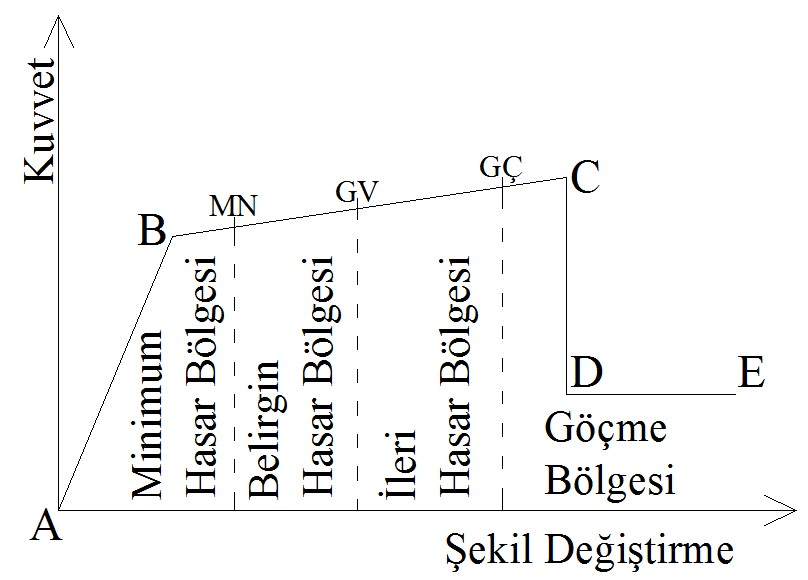 Kuvvet
GÇ
C
GV
MN
B
Minimum
Hasar Bölgesi
Belirgin
Hasar Bölgesi
İleri
Hasar Bölgesi
D
E
Göçme
Bölgesi
A
Şekil Değiştirme